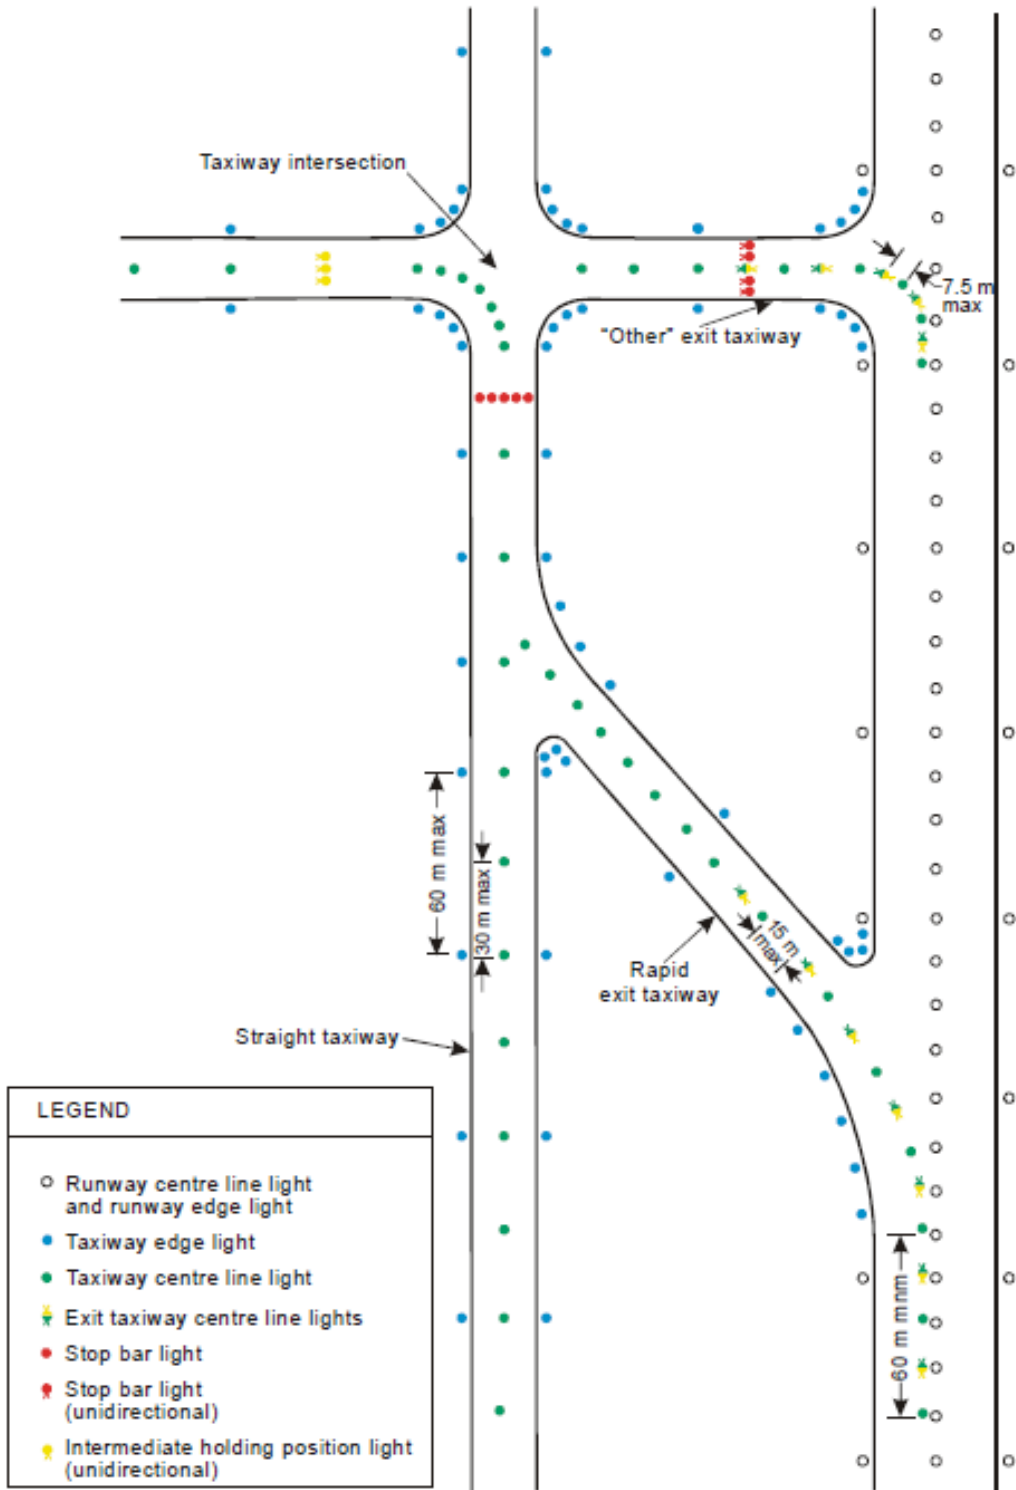 Taxiway intersection
7.5 m
max
"Other" exit taxiway
60 m max
30 m max
15 m
max
Rapid
exit taxiway
Straight taxiway
60 m mnm
LEGEND
Runway centre line light
and runway edge light
Taxiway edge light
Taxiway centre line light
Exit taxiway centre line lights
Stop bar light
Stop bar light
(unidirectional)
Intermediate holding position light
(unidirectional)